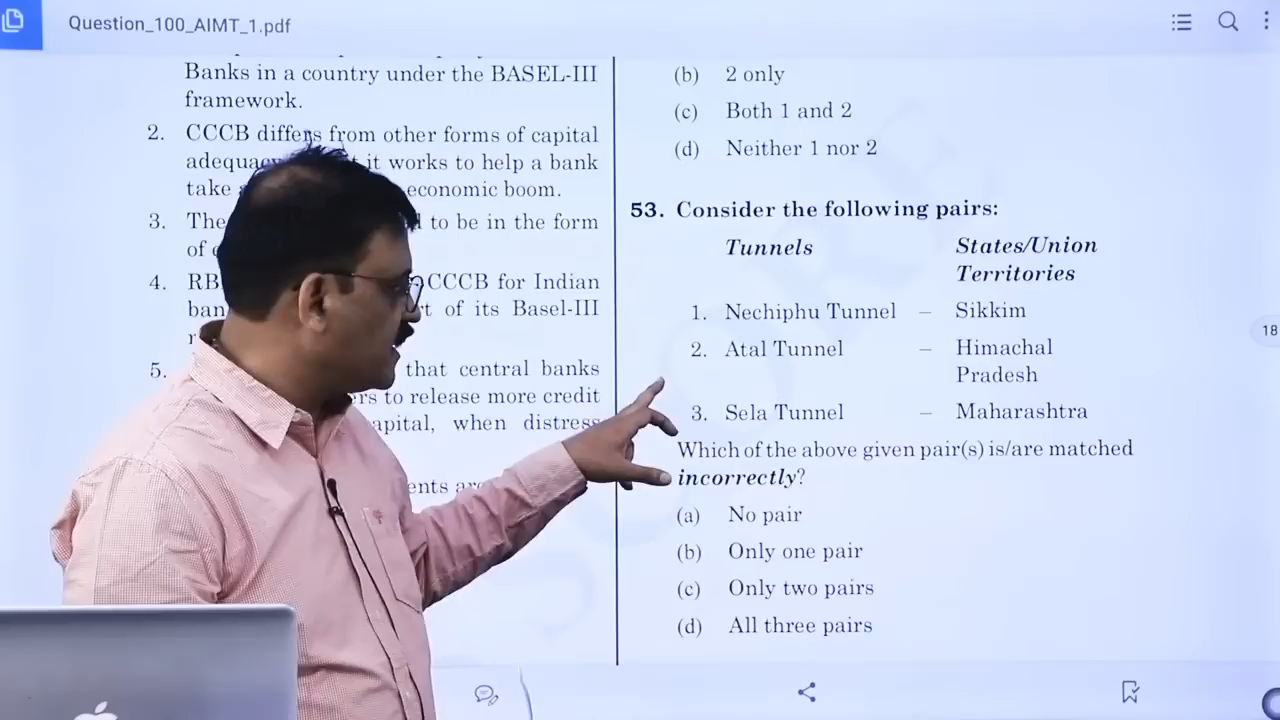 Question_100_AIMT_1.pdf
Banks in a country under the BASEL-III
framework.
2. CCCB differs from other forms of capital
it works to help a bank
take economic boom.
3. The to be in the form
of
4. RB CCCB for Indian
of its Basel-III
5. that central banks
to release more credit
when distress
(b) 2 only
(c) Both 1 and 2
(d) Neither 1 nor 2
53. Consider the following pairs:
Tunnels States/Union
Territories
1. Nechiphu Tunnel – Sikkim
2. Atal Tunnel – Himachal
Pradesh
3. Sela Tunnel – Maharashtra
Which of the above given pair(s) is/are matched
incorrectly?
(a) No pair
(b) Only one pair
(c) Only two pairs
(d) All three pairs
18